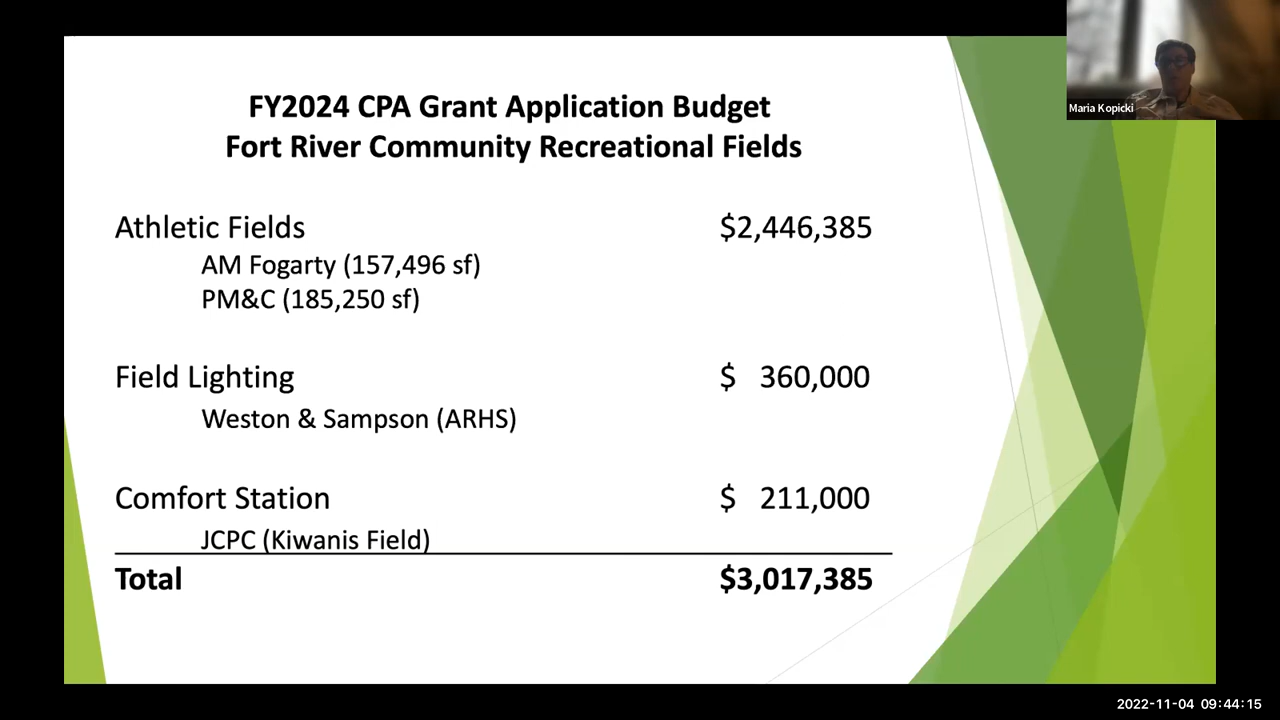 Maria Kopicki
FY2024 CPA Grant Application Budget
Fort River Community Recreational Fields
Athletic Fields $2,446,385
AM Fogarty (157,496 sf)
PM&C (185,250 sf)
Field Lighting $ 360,000
Weston & Sampson (ARHS)
Comfort Station $ 211,000
JCPC (Kiwanis Field)
Total $3,017,385
2022-11-04 09:44:15